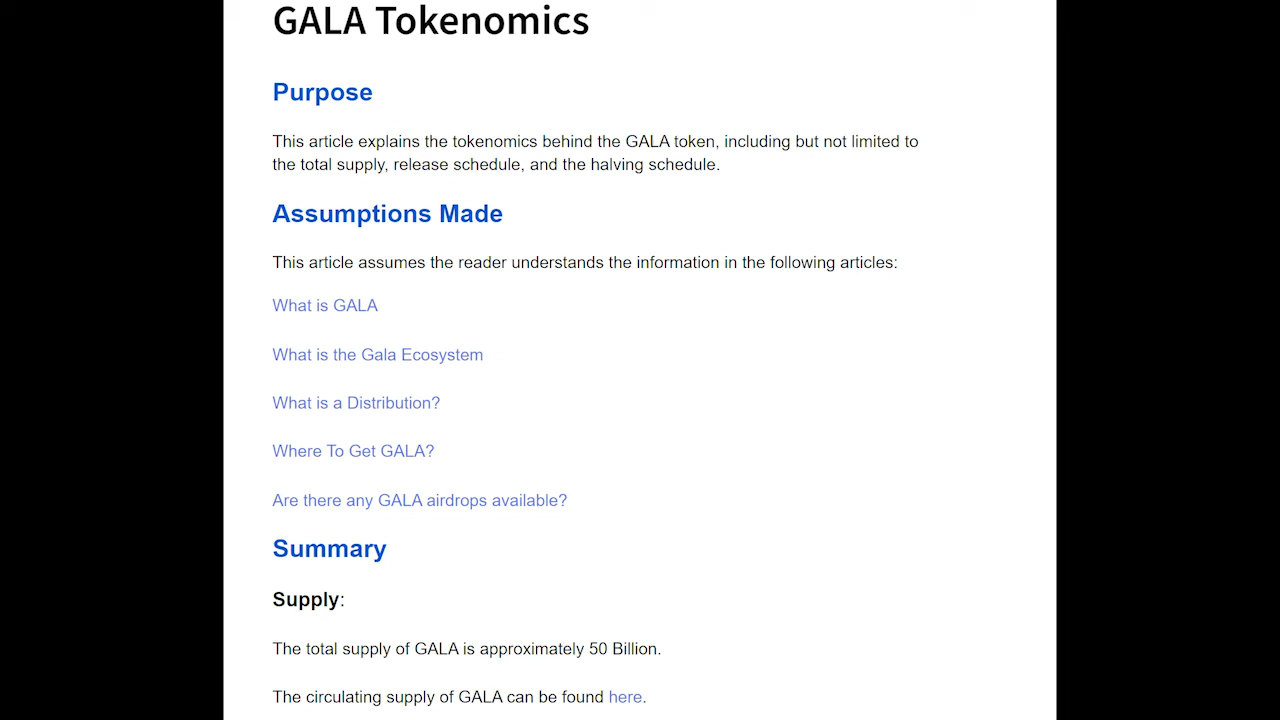 GALA Tokenomics
Purpose
This article explains the tokenomics behind the GALA token, including but not limited to
the total supply, release schedule, and the halving schedule.
Assumptions Made
This article assumes the reader understands the information in the following articles:
What is GALA
What is the Gala Ecosystem
What is a Distribution?
Where To Get GALA?
Are there any GALA airdrops available?
Summary
Supply:
The total supply of GALA is approximately 50 Billion.
The circulating supply of GALA can be found here.